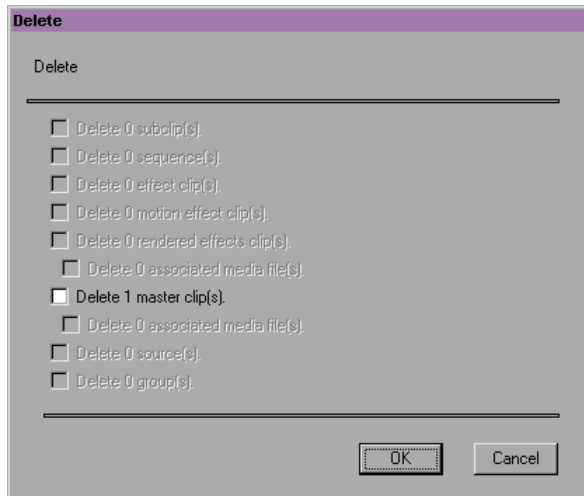 Delete
Delete
Delete 0 subclip(s).
Delete 0 sequence(s).
Delete 0 effect clip(s).
Delete 0 motion effect clip(s).
Delete 0 rendered effects clip(s).
Delete 0 associated media file(s).
Delete 1 master clip(s).
Delete 0 associated media file(s).
Delete 0 source(s).
Delete 0 group(s).
OK Cancel